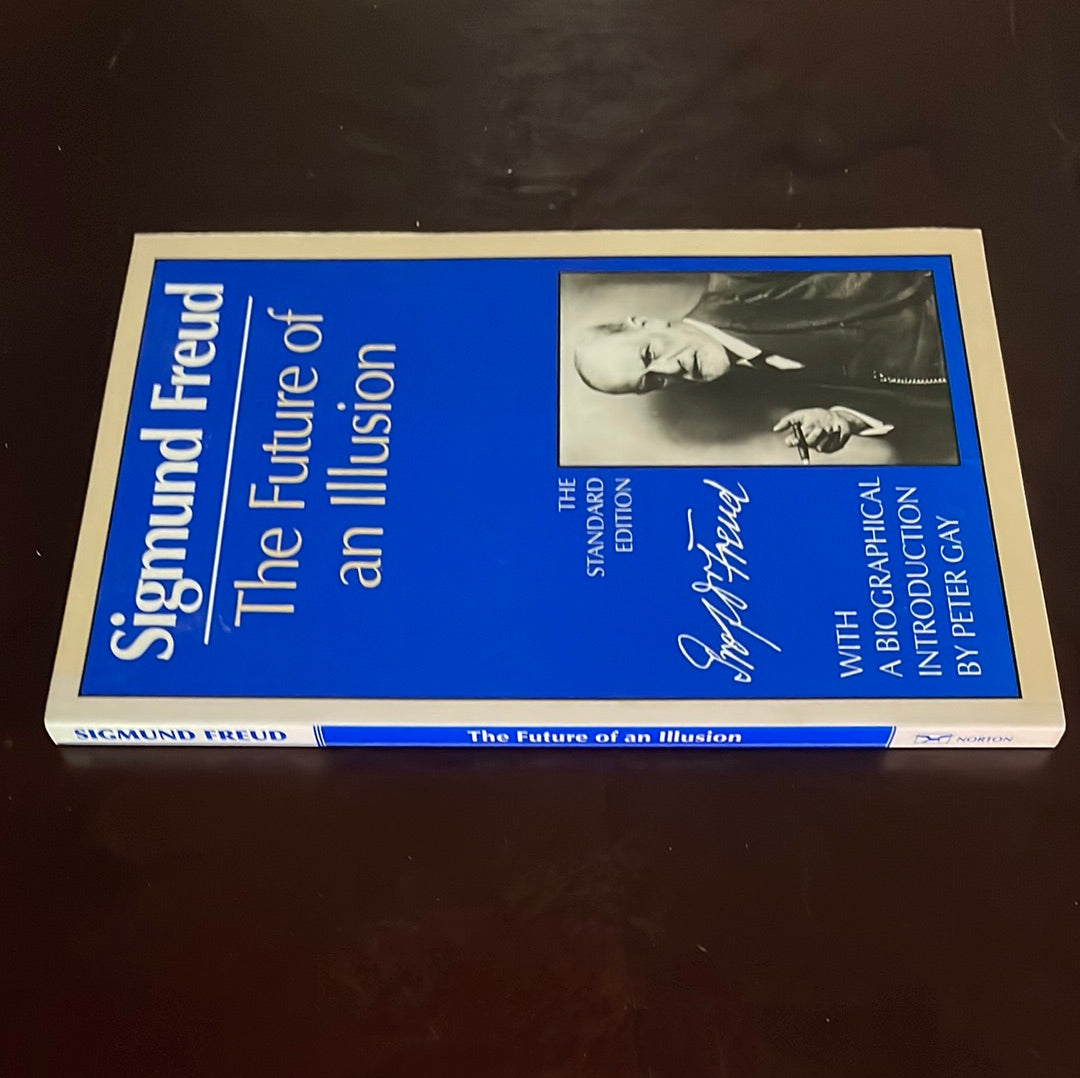 Sigmund Freud
The Future of
an Illusion
THE
STANDARD
EDITION
WITH
A BIOGRAPHICAL
INTRODUCTION
BY PETER GAY
SIGMUND FREUD
The Future of an Illusion
NORTON